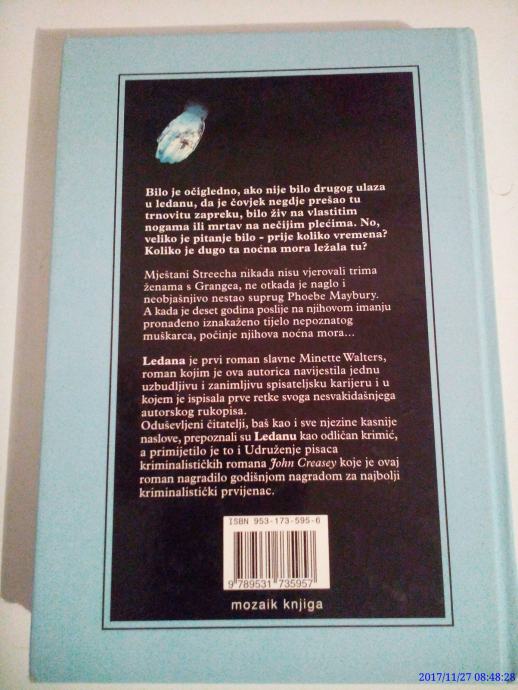 Bilo je očigledno, ako nije bilo drugog ulaza
u ledanu, da je čovjek negdje prešao tu
trnovitu zapreku, bilo živ na vlastitim
nogama ili mrtav na nečijim plećima. No,
veliko je pitanje bilo - prije koliko vremena?
Koliko je dugo ta noćna mora ležala tu?
Mještani Streecha nikada nisu vjerovali trima
ženama s Grangea, ne otkada je naglo i
neobjašnjivo nestao suprug Phoebe Maybury.
A kada je deset godina poslije na njihovom imanju
pronađeno iznakaženo tijelo nepoznatog
muškarca, počinje njihova noćna mora...
Ledana je prvi roman slavne Minette Walters,
roman kojim je ova autorica navijestila jednu
uzbudljivu i zanimljivu spisateljsku karijeru i u
kojem je ispisala prve retke svoga nesvakidašnjega
autorskog rukopisa.
Oduševljeni čitatelji, baš kao i sve njezine kasnije
naslove, prepoznali su Ledanu kao odličan krimić,
a primijetilo je to i Udruženje pisaca
kriminalističkih romana John Creasey koje je ovaj
roman nagradilo godišnjom nagradom za najbolji
kriminalistički prvijenac.
ISBN 953-173-595-6
9 789531 735957
mozaik knjiga
2017/11/27 08:48:28